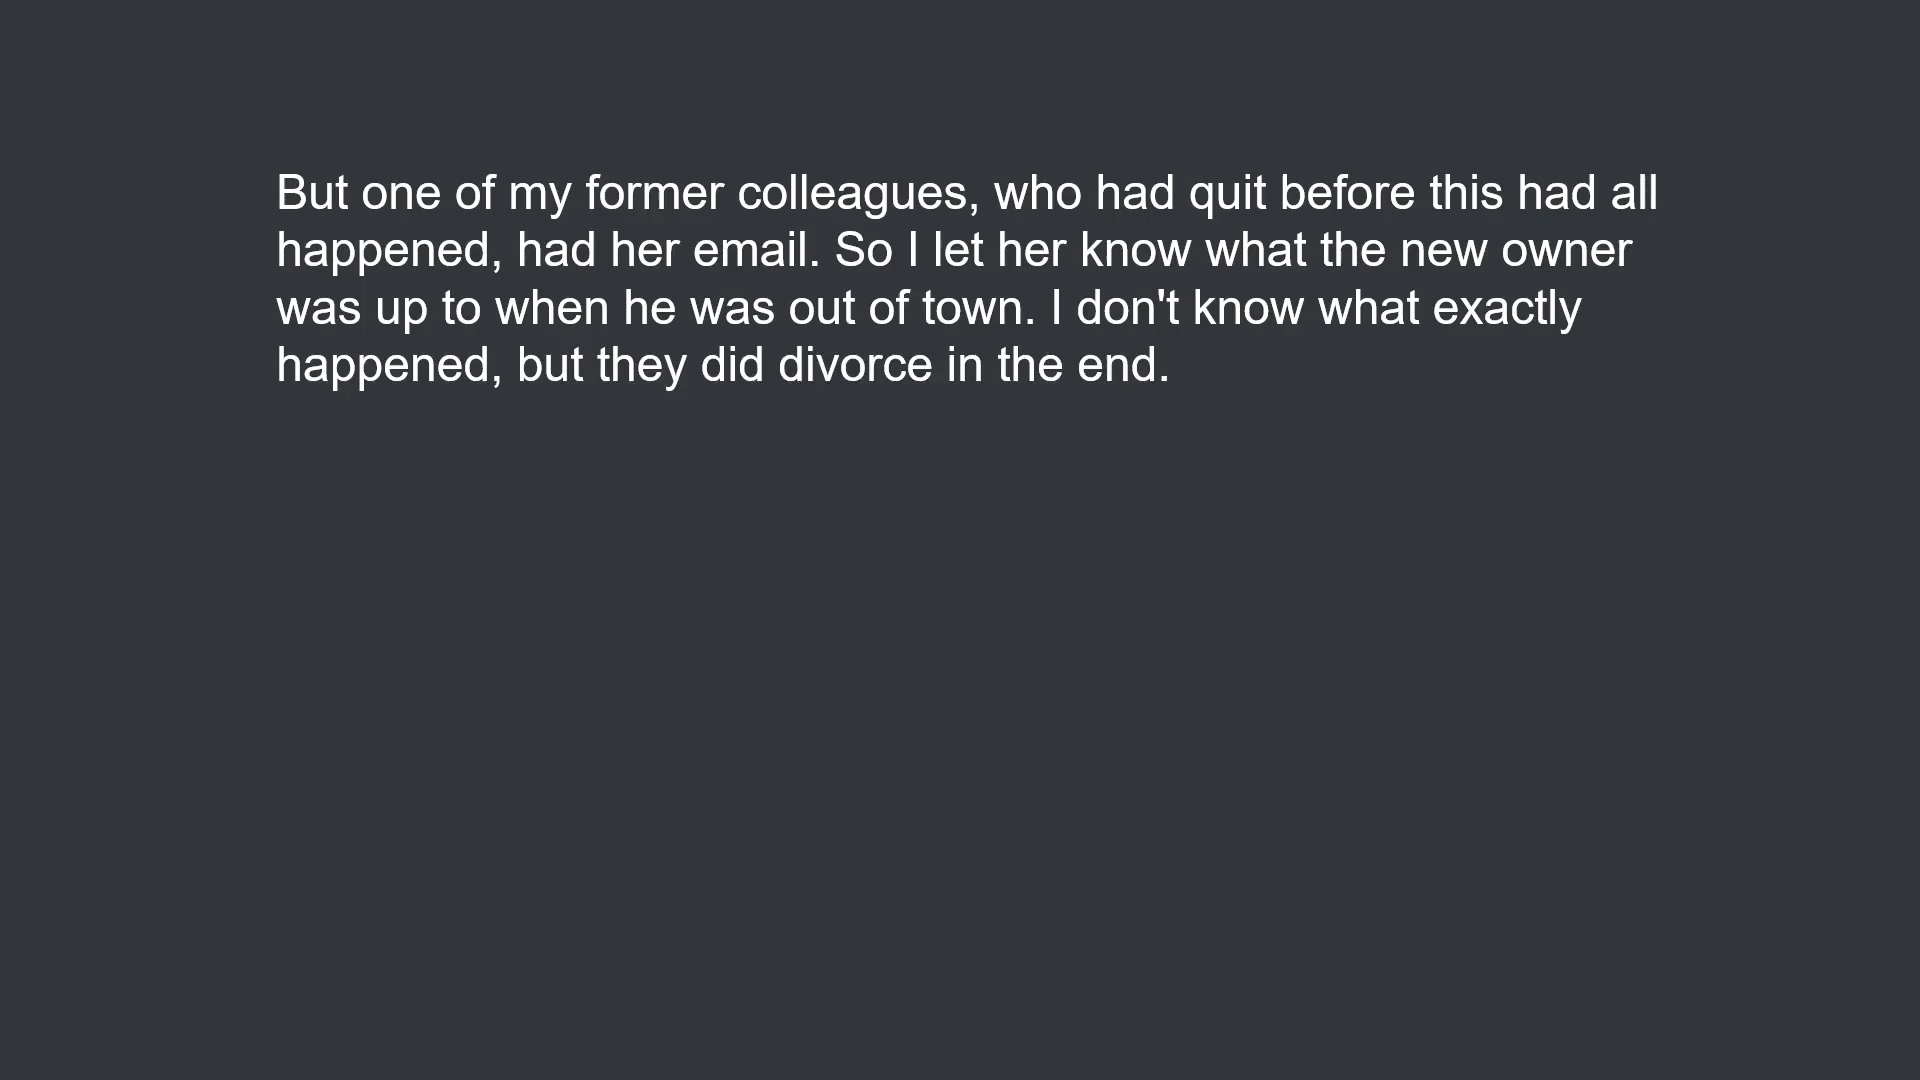 But one of my former colleagues, who had quit before this had all
happened, had her email. So I let her know what the new owner
was up to when he was out of town. I don't know what exactly
happened, but they did divorce in the end.